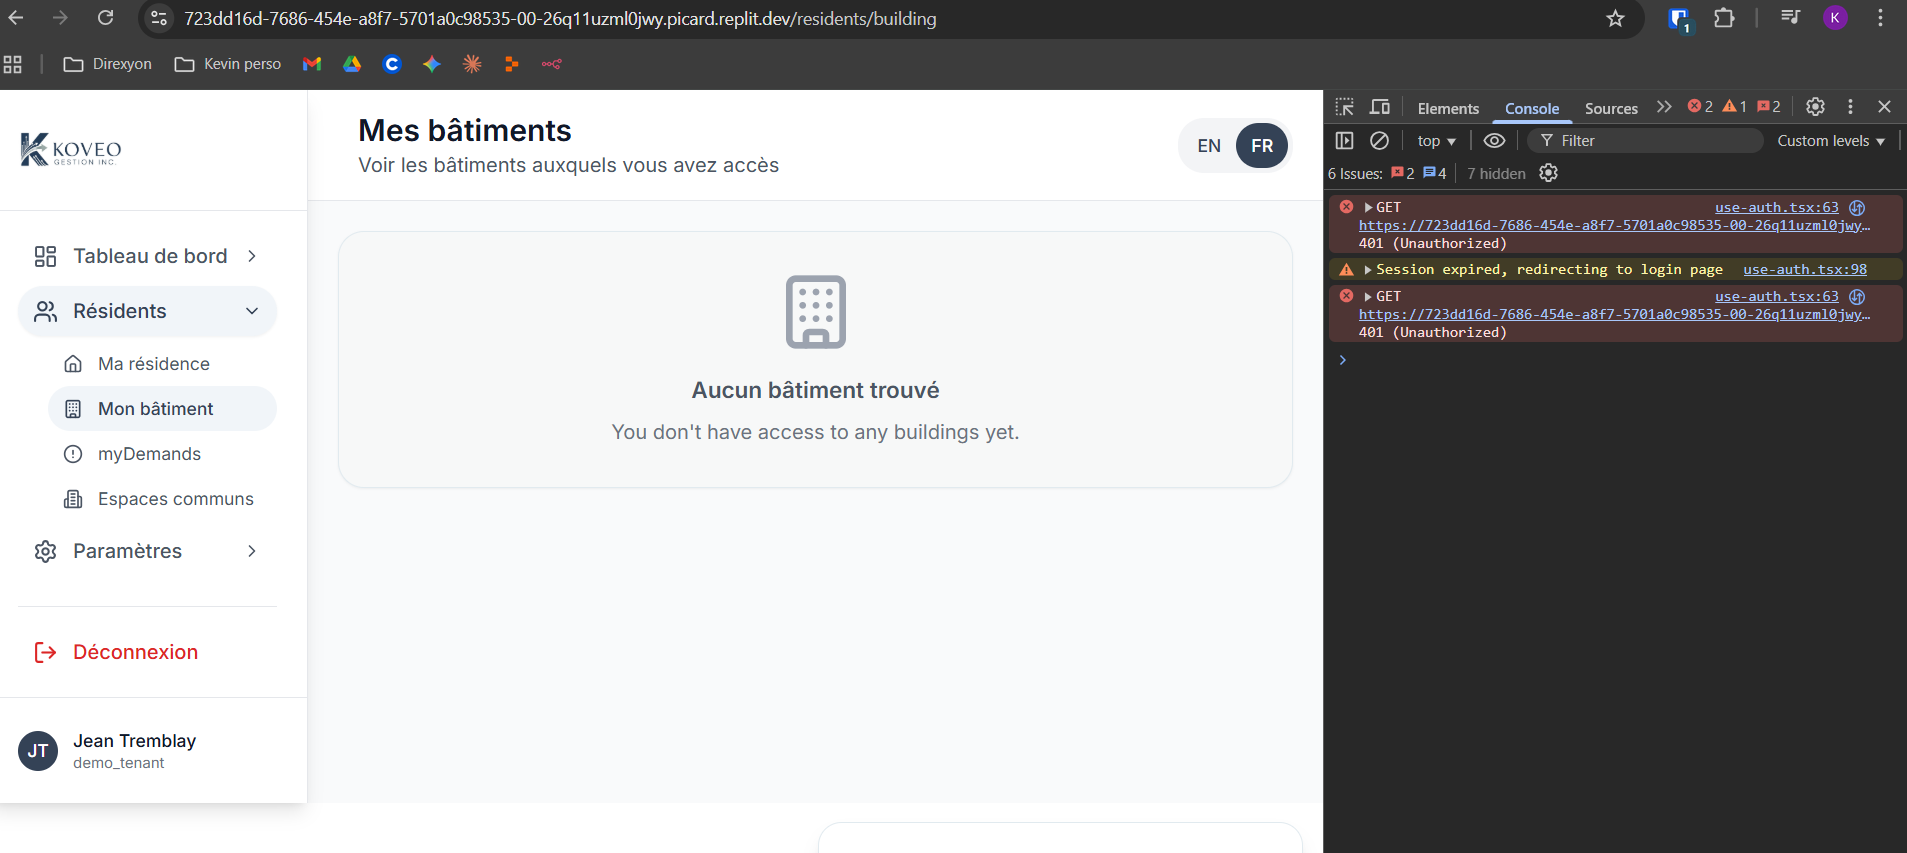 723dd16d-7686-454e-a8f7-5701a0c98535-00-26q11uzml0jwy.picard.replit.dev/residents/building
1
K
Direxyon
Kevin perso
KOVEO
GESTION INC.
Mes bâtiments
Voir les bâtiments auxquels vous avez accès
EN
FR
Tableau de bord
Résidents
Ma résidence
Mon bâtiment
myDemands
Espaces communs
Paramètres
Déconnexion
JT
Jean Tremblay
demo_tenant
Aucun bâtiment trouvé
You don't have access to any buildings yet.
Elements
Console
Sources
2
1
2
top
Filter
Custom levels
6 Issues: 2 4 7 hidden
GET use-auth.tsx:63
https://723dd16d-7686-454e-a8f7-5701a0c98535-00-26q11uzml0jwy…
401 (Unauthorized)
Session expired, redirecting to login page use-auth.tsx:98
GET use-auth.tsx:63
https://723dd16d-7686-454e-a8f7-5701a0c98535-00-26q11uzml0jwy…
401 (Unauthorized)